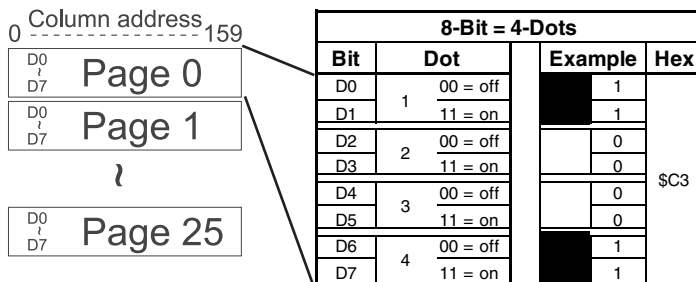 Column address
0 - - - - - - - - - - - - - - - - - 159
D0
~
D7
Page 0
D0
~
D7
Page 1
~
D0
~
D7
Page 25
8-Bit = 4-Dots
Bit Dot Example Hex
D0 00 = off 1
1
D1 11 = on 1
D2 00 = off 0
2
D3 11 = on 0
$C3
D4 00 = off 0
3
D5 11 = on 0
D6 00 = off 1
4
D7 11 = on 1